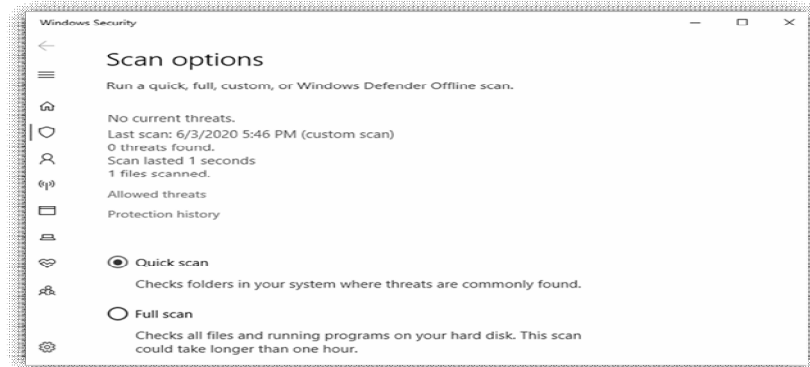 Windows Security
Scan options
Run a quick, full, custom, or Windows Defender Offline scan.
No current threats.
Last scan: 6/3/2020 5:46 PM (custom scan)
0 threats found.
Scan lasted 1 seconds
1 files scanned.
Allowed threats
Protection history
Quick scan
Checks folders in your system where threats are commonly found.
Full scan
Checks all files and running programs on your hard disk. This scan
could take longer than one hour.